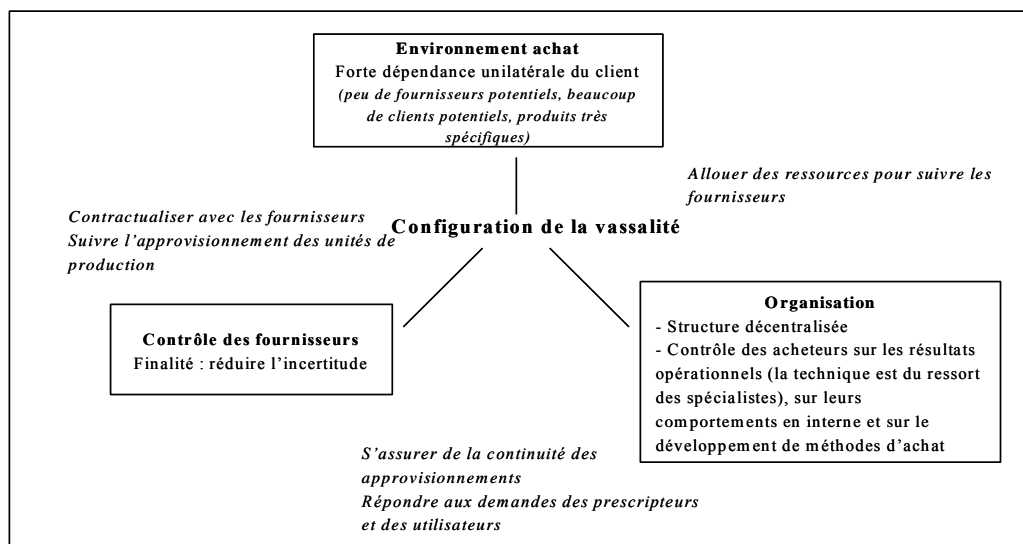 Environnement achat
Forte dépendance unilatérale du client
(peu de fournisseurs potentiels, beaucoup
de clients potentiels, produits très
spécifiques)
Allouer des ressources pour suivre les
fournisseurs
Contractualiser avec les fournisseurs
Suivre l’approvisionnement des unités de
production
Configuration de la vassalité
Contrôle des fournisseurs
Finalité : réduire l’incertitude
Organisation
- Structure décentralisée
- Contrôle des acheteurs sur les résultats
opérationnels (la technique est du ressort
des spécialistes), sur leurs
comportements en interne et sur le
développement de méthodes d’achat
S’assurer de la continuité des
approvisionnements
Répondre aux demandes des prescripteurs
et des utilisateurs